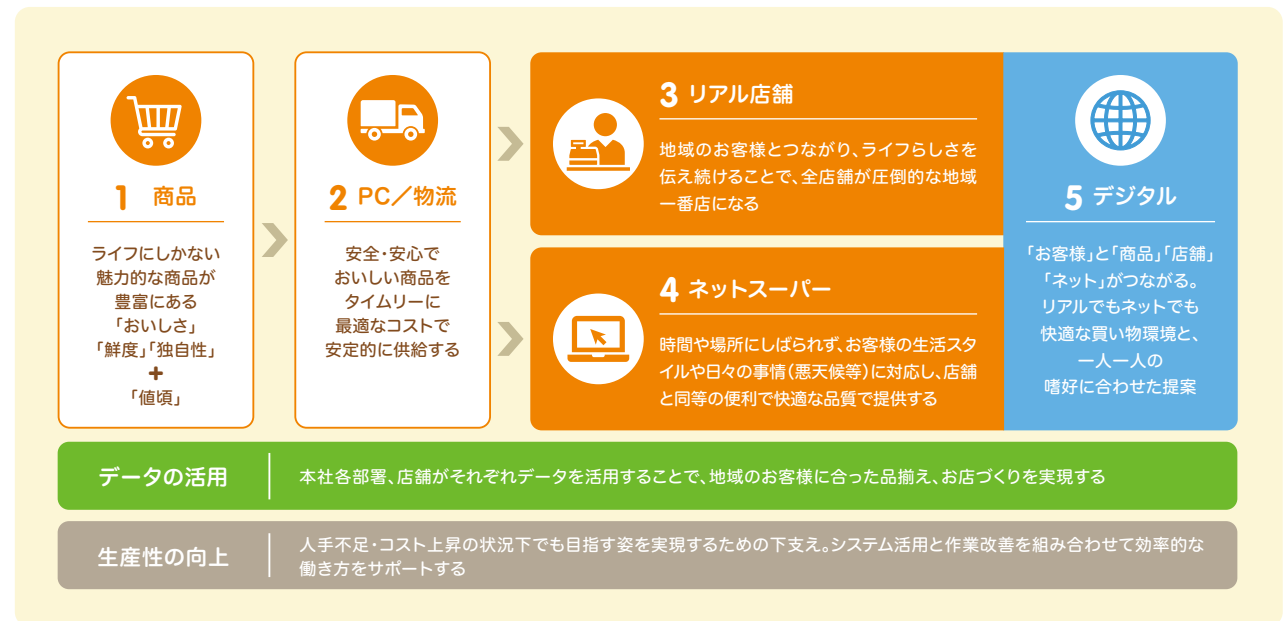 1 商品
ライフにしかない
魅力的な商品が
豊富にある
「おいしさ」
「鮮度」「独自性」
+
「値頃」
2 PC／物流
安全・安心で
おいしい商品を
タイムリーに
最適なコストで
安定的に供給する
3 リアル店舗
地域のお客様とつながり、ライフらしさを
伝え続けることで、全店舗が圧倒的な地域
一番店になる
4 ネットスーパー
時間や場所にしばられず、お客様の生活スタ
イルや日々の事情(悪天候等)に対応し、店舗
と同等の便利で快適な品質で提供する
5 デジタル
「お客様」と「商品」「店舗」
「ネット」がつながる。
リアルでもネットでも
快適な買い物環境と、
一人一人の
嗜好に合わせた提案
データの活用
本社各部署、店舗がそれぞれデータを活用することで、地域のお客様に合った品揃え、お店づくりを実現する
生産性の向上
人手不足・コスト上昇の状況下でも目指す姿を実現するための下支え。システム活用と作業改善を組み合わせて効率的な
働き方をサポートする